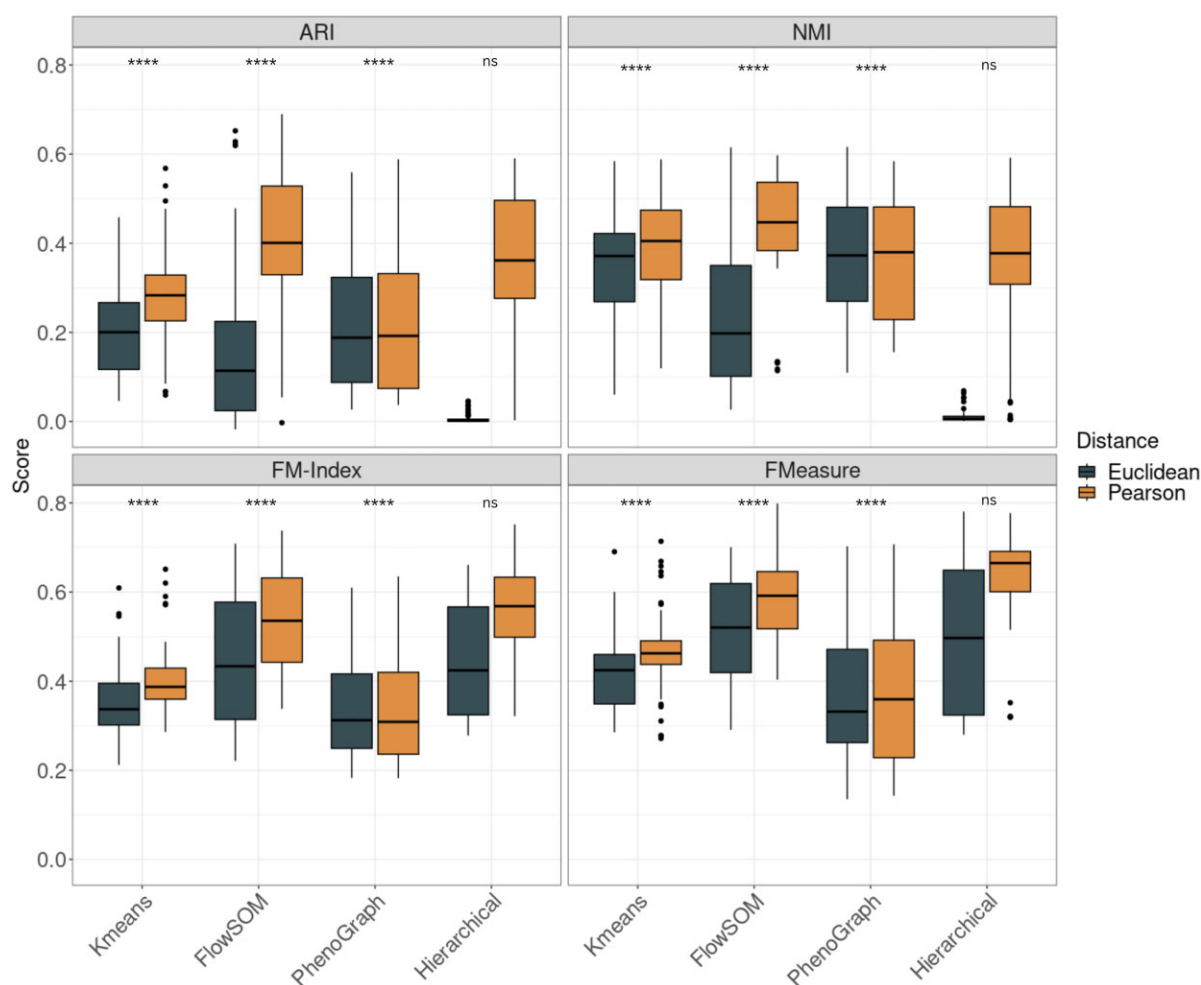 ARI
NMI
0.8
0.6
0.4
0.2
0.0
**** **** **** ns
**** **** **** ns
Score
FM-Index
FMeasure
0.8
0.6
0.4
0.2
0.0
**** **** **** ns
**** **** **** ns
Kmeans
FlowSOM
PhenoGraph
Hierarchical
Kmeans
FlowSOM
PhenoGraph
Hierarchical
Distance
Euclidean
Pearson